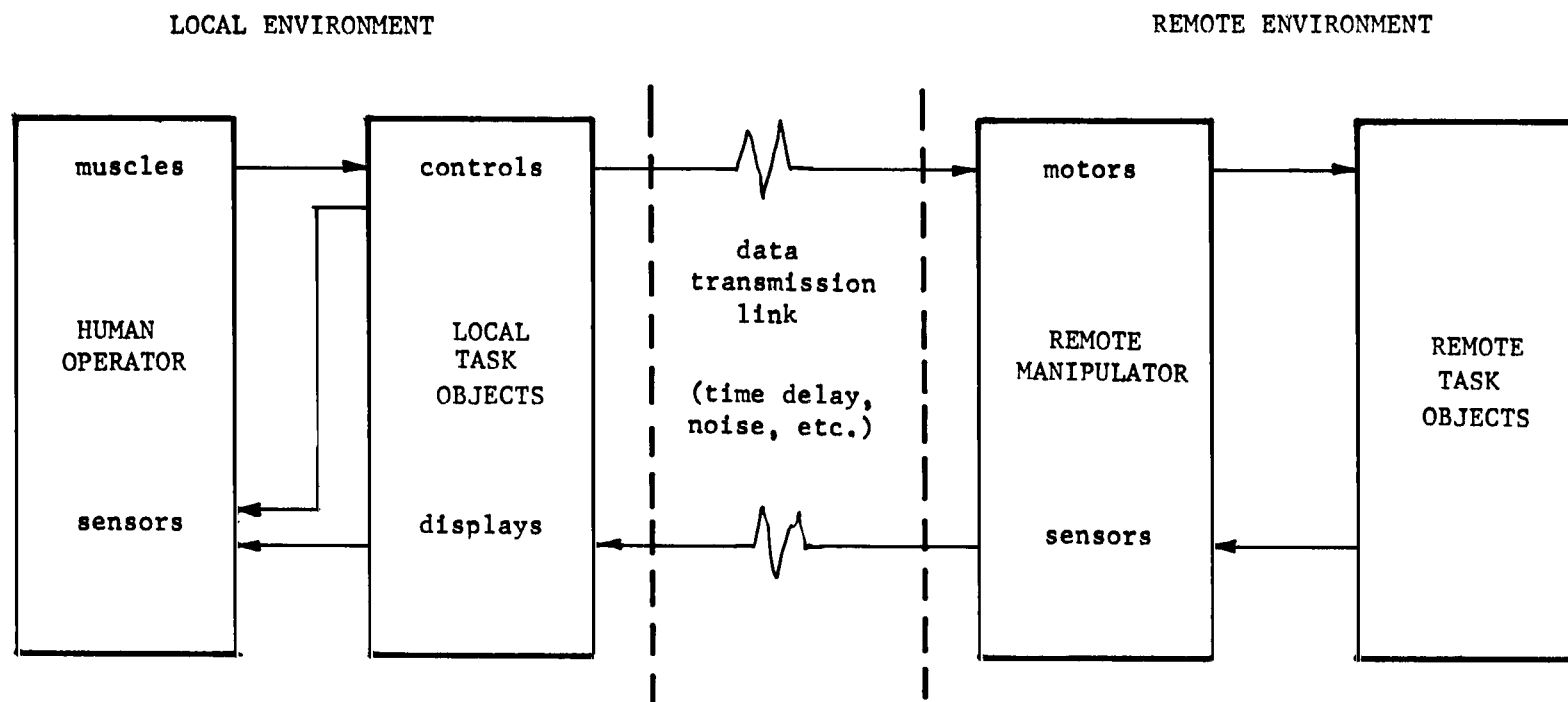 LOCAL ENVIRONMENT
REMOTE ENVIRONMENT
muscles
HUMAN
OPERATOR
sensors
controls
LOCAL
TASK
OBJECTS
displays
data
transmission
link
(time delay,
noise, etc.)
motors
REMOTE
MANIPULATOR
sensors
REMOTE
TASK
OBJECTS